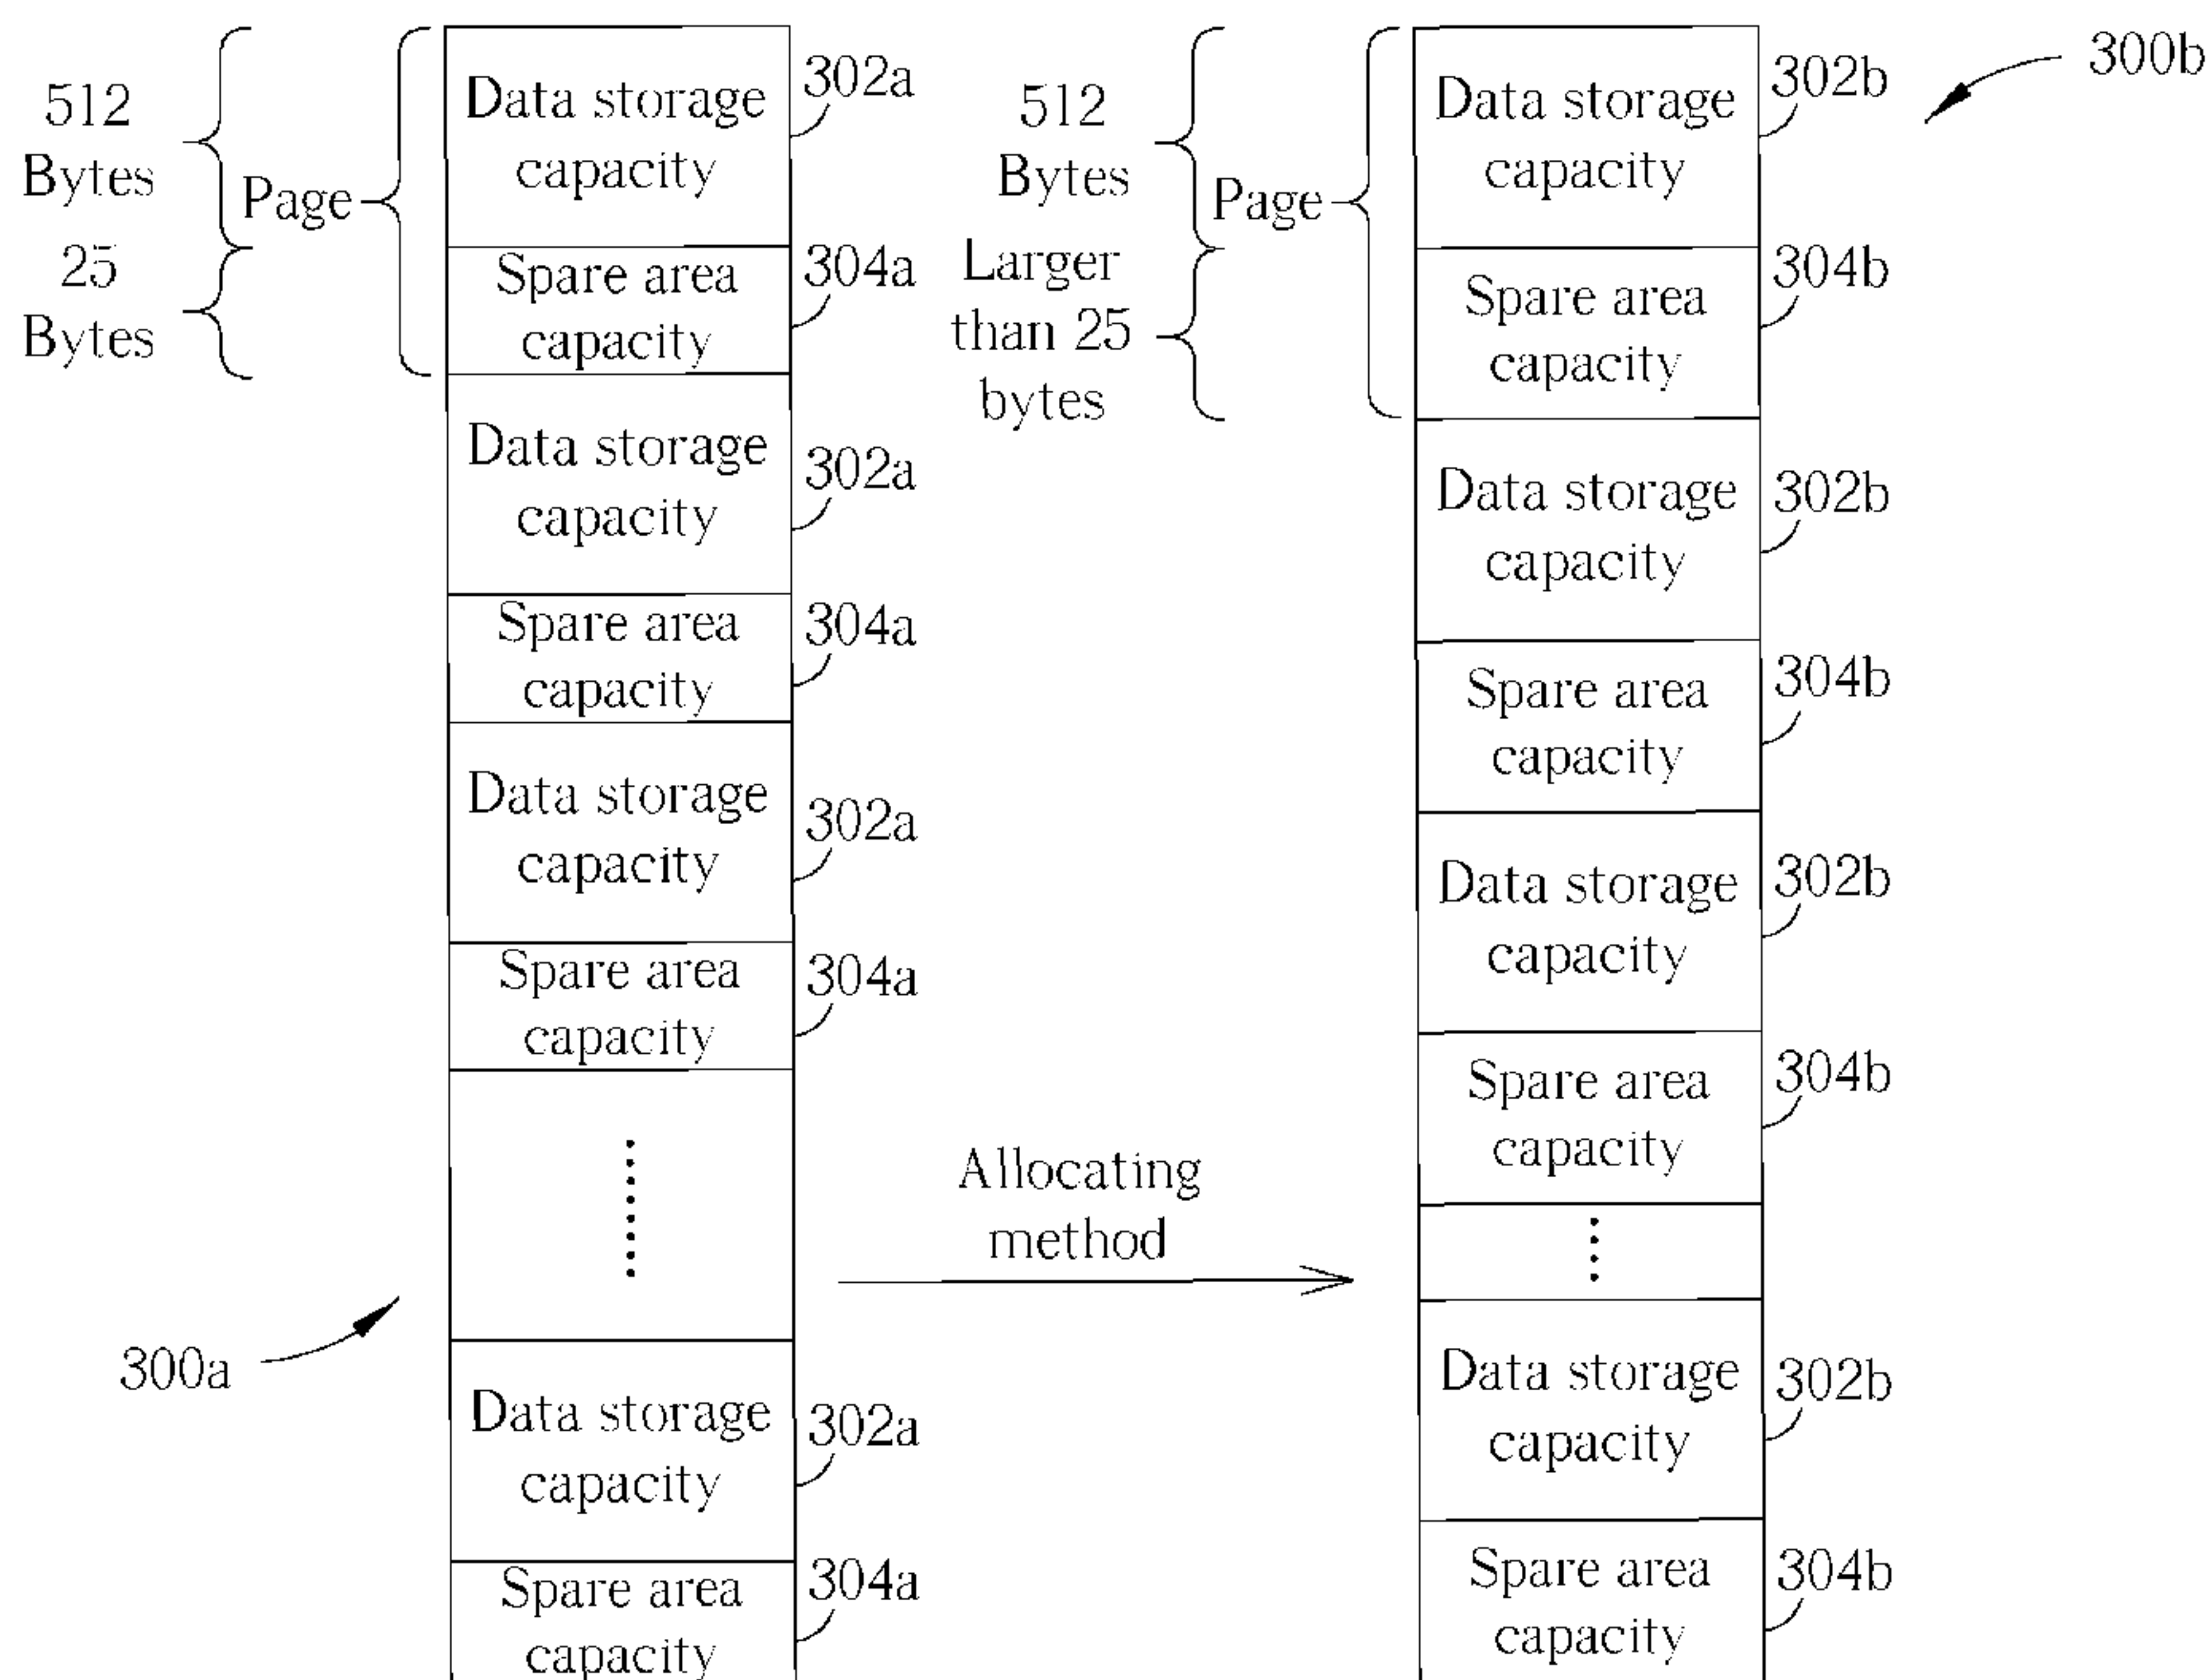 512
Bytes
25
Bytes
Page
Data storage
capacity
302a
Spare area
capacity
304a
Data storage
capacity
302a
Spare area
capacity
304a
Data storage
capacity
302a
Spare area
capacity
304a
300a
Data storage
capacity
302a
Spare area
capacity
304a
Allocating
method
512
Bytes
Larger
than 25
bytes
Page
Data storage
capacity
302b
300b
Spare area
capacity
304b
Data storage
capacity
302b
Spare area
capacity
304b
Data storage
capacity
302b
Spare area
capacity
304b
Data storage
capacity
302b
Spare area
capacity
304b